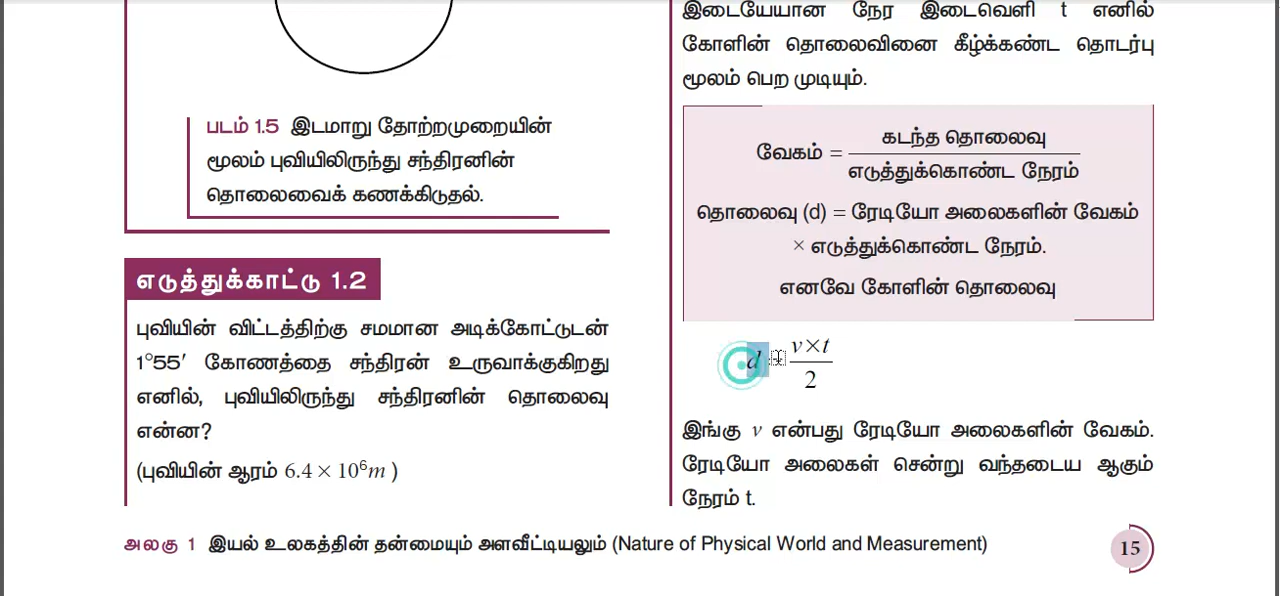 படம் 1.5 இடமாறு தோற்றமுறையின்
மூலம் புவியிலிருந்து சந்திரனின்
தொலைவைக் கணக்கிடுதல்.
எடுத்துக்காட்டு 1.2
புவியின் விட்டத்திற்கு சமமான அடிக்கோட்டுடன்
1°55′ கோணத்தை சந்திரன் உருவாக்குகிறது
எனில், புவியிலிருந்து சந்திரனின் தொலைவு
என்ன?
(புவியின் ஆரம் 6.4 × 10⁶m )
இடையேயான நேர இடைவெளி t எனில்
கோளின் தொலைவினை கீழ்க்கண்ட தொடர்பு
மூலம் பெற முடியும்.
வேகம் = கடந்த தொலைவு / எடுத்துக்கொண்ட நேரம்
தொலைவு (d) = ரேடியோ அலைகளின் வேகம்
× எடுத்துக்கொண்ட நேரம்.
எனவே கோளின் தொலைவு
d = v×t / 2
இங்கு v என்பது ரேடியோ அலைகளின் வேகம்.
ரேடியோ அலைகள் சென்று வந்தடைய ஆகும்
நேரம் t.
அலகு 1 இயல் உலகத்தின் தன்மையும் அளவீட்டியலும் (Nature of Physical World and Measurement)
15